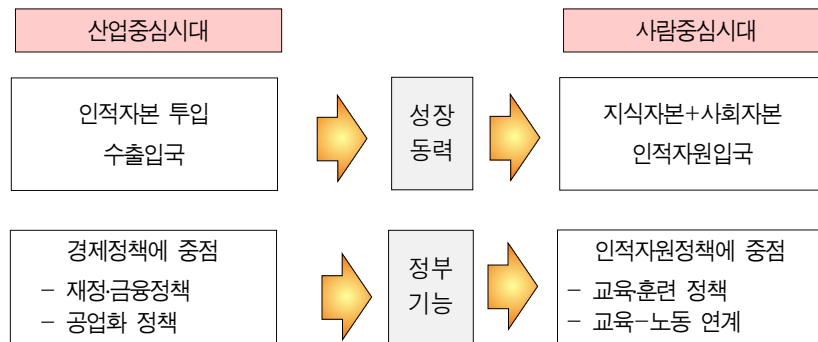 산업중심시대
사람중심시대
인적자본 투입
수출입국
성장
동력
지식자본+사회자본
인적자원입국
경제정책에 중점
- 재정·금융정책
- 공업화 정책
정부
기능
인적자원정책에 중점
- 교육·훈련 정책
- 교육-노동 연계